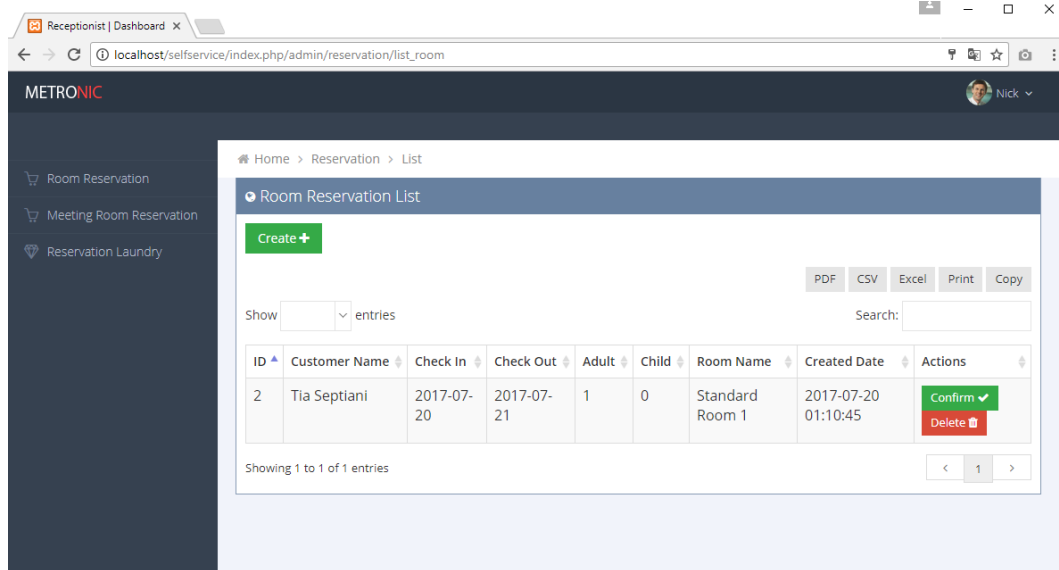 Receptionist | Dashboard
localhost/selfservice/index.php/admin/reservation/list_room
METRONIC
Nick
Home > Reservation > List
Room Reservation
Meeting Room Reservation
Reservation Laundry
Room Reservation List
Create
PDF CSV Excel Print Copy
Show entries
Search:
ID Customer Name Check In Check Out Adult Child Room Name Created Date Actions
2 Tia Septiani 2017-07-20 2017-07-21 1 0 Standard Room 1 2017-07-20 01:10:45 Confirm
Delete
Showing 1 to 1 of 1 entries
< 1 >